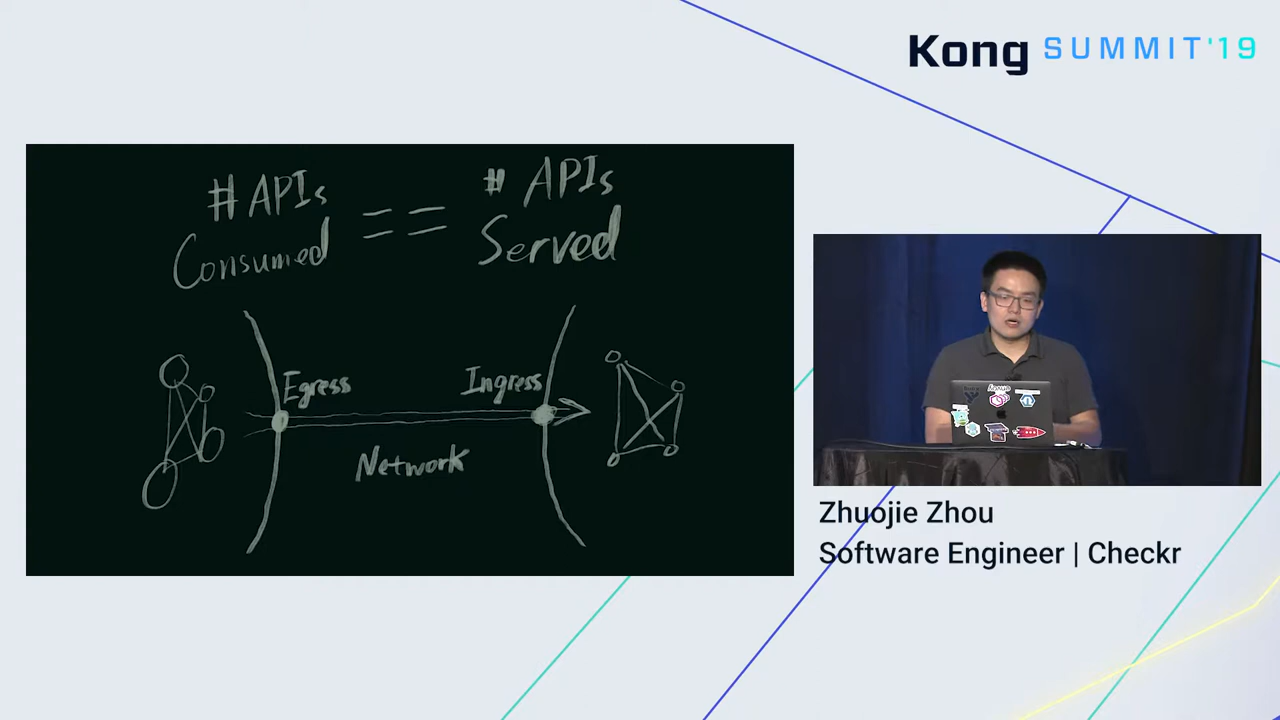 Kong SUMMIT'19
# APIs
Consumed
==
# APIs
Served
Egress
Ingress
Network
Zhuojie Zhou
Software Engineer | Checkr